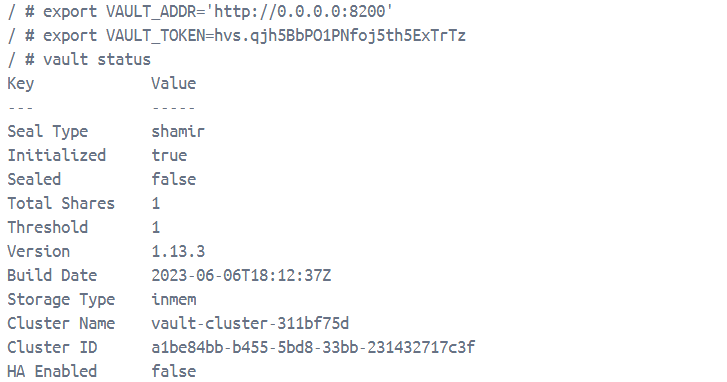 / # export VAULT_ADDR='http://0.0.0.0:8200'
/ # export VAULT_TOKEN=hvs.qjh5BbPO1PNfoj5th5ExTrTz
/ # vault status
Key             Value
---             -----
Seal Type       shamir
Initialized     true
Sealed          false
Total Shares    1
Threshold       1
Version         1.13.3
Build Date      2023-06-06T18:12:37Z
Storage Type    inmem
Cluster Name    vault-cluster-311bf75d
Cluster ID      a1be84bb-b455-5bd8-33bb-231432717c3f
HA Enabled      false